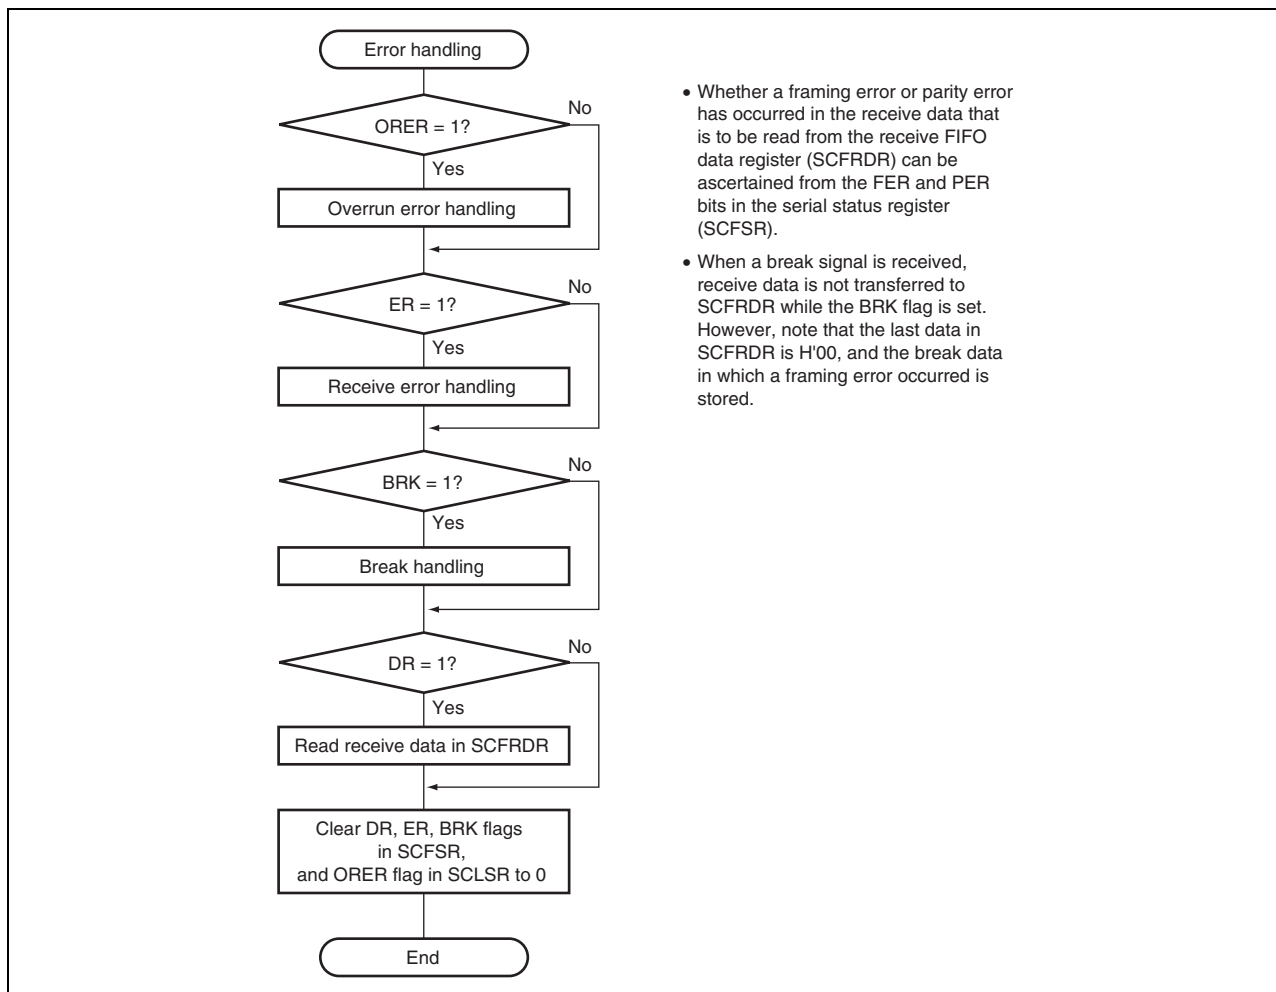 Error handling
No
ORER = 1?
Yes
Overrun error handling
No
ER = 1?
Yes
Receive error handling
No
BRK = 1?
Yes
Break handling
No
DR = 1?
Yes
Read receive data in SCFRDR
Clear DR, ER, BRK flags
in SCFSR,
and ORER flag in SCLSR to 0
End
• Whether a framing error or parity error
has occurred in the receive data that
is to be read from the receive FIFO
data register (SCFRDR) can be
ascertained from the FER and PER
bits in the serial status register
(SCFSR).
• When a break signal is received,
receive data is not transferred to
SCFRDR while the BRK flag is set.
However, note that the last data in
SCFRDR is H'00, and the break data
in which a framing error occurred is
stored.